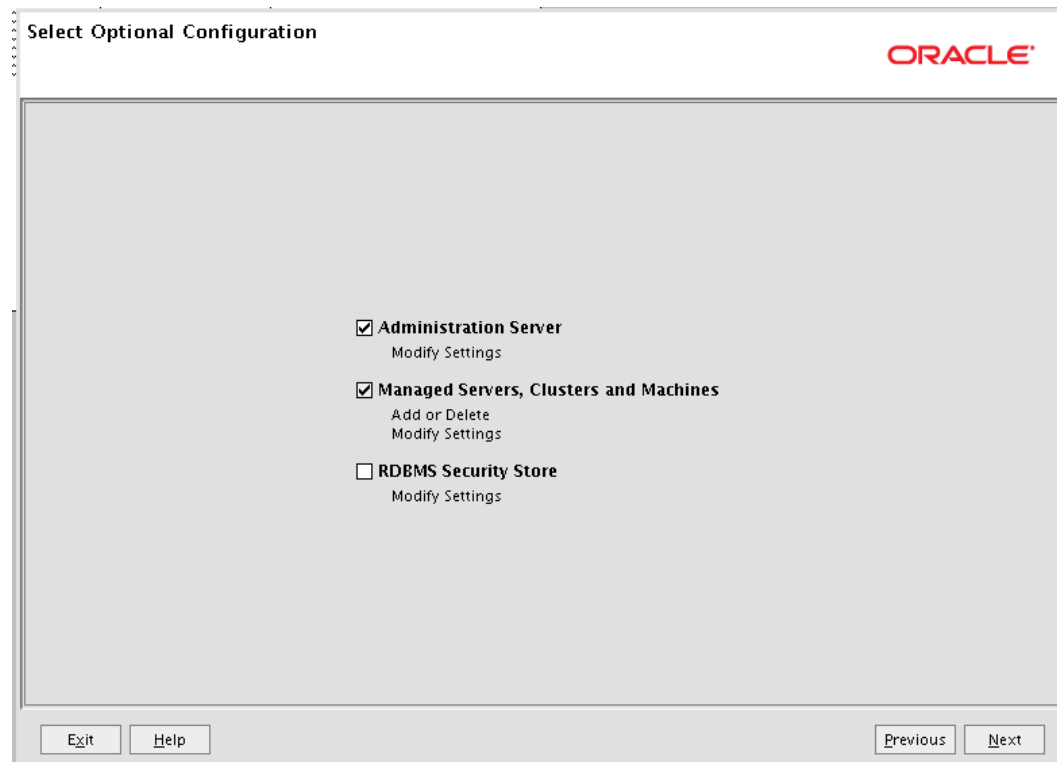 Select Optional Configuration
ORACLE
Administration Server
Modify Settings
Managed Servers, Clusters and Machines
Add or Delete
Modify Settings
RDBMS Security Store
Modify Settings
Exit Help Previous Next